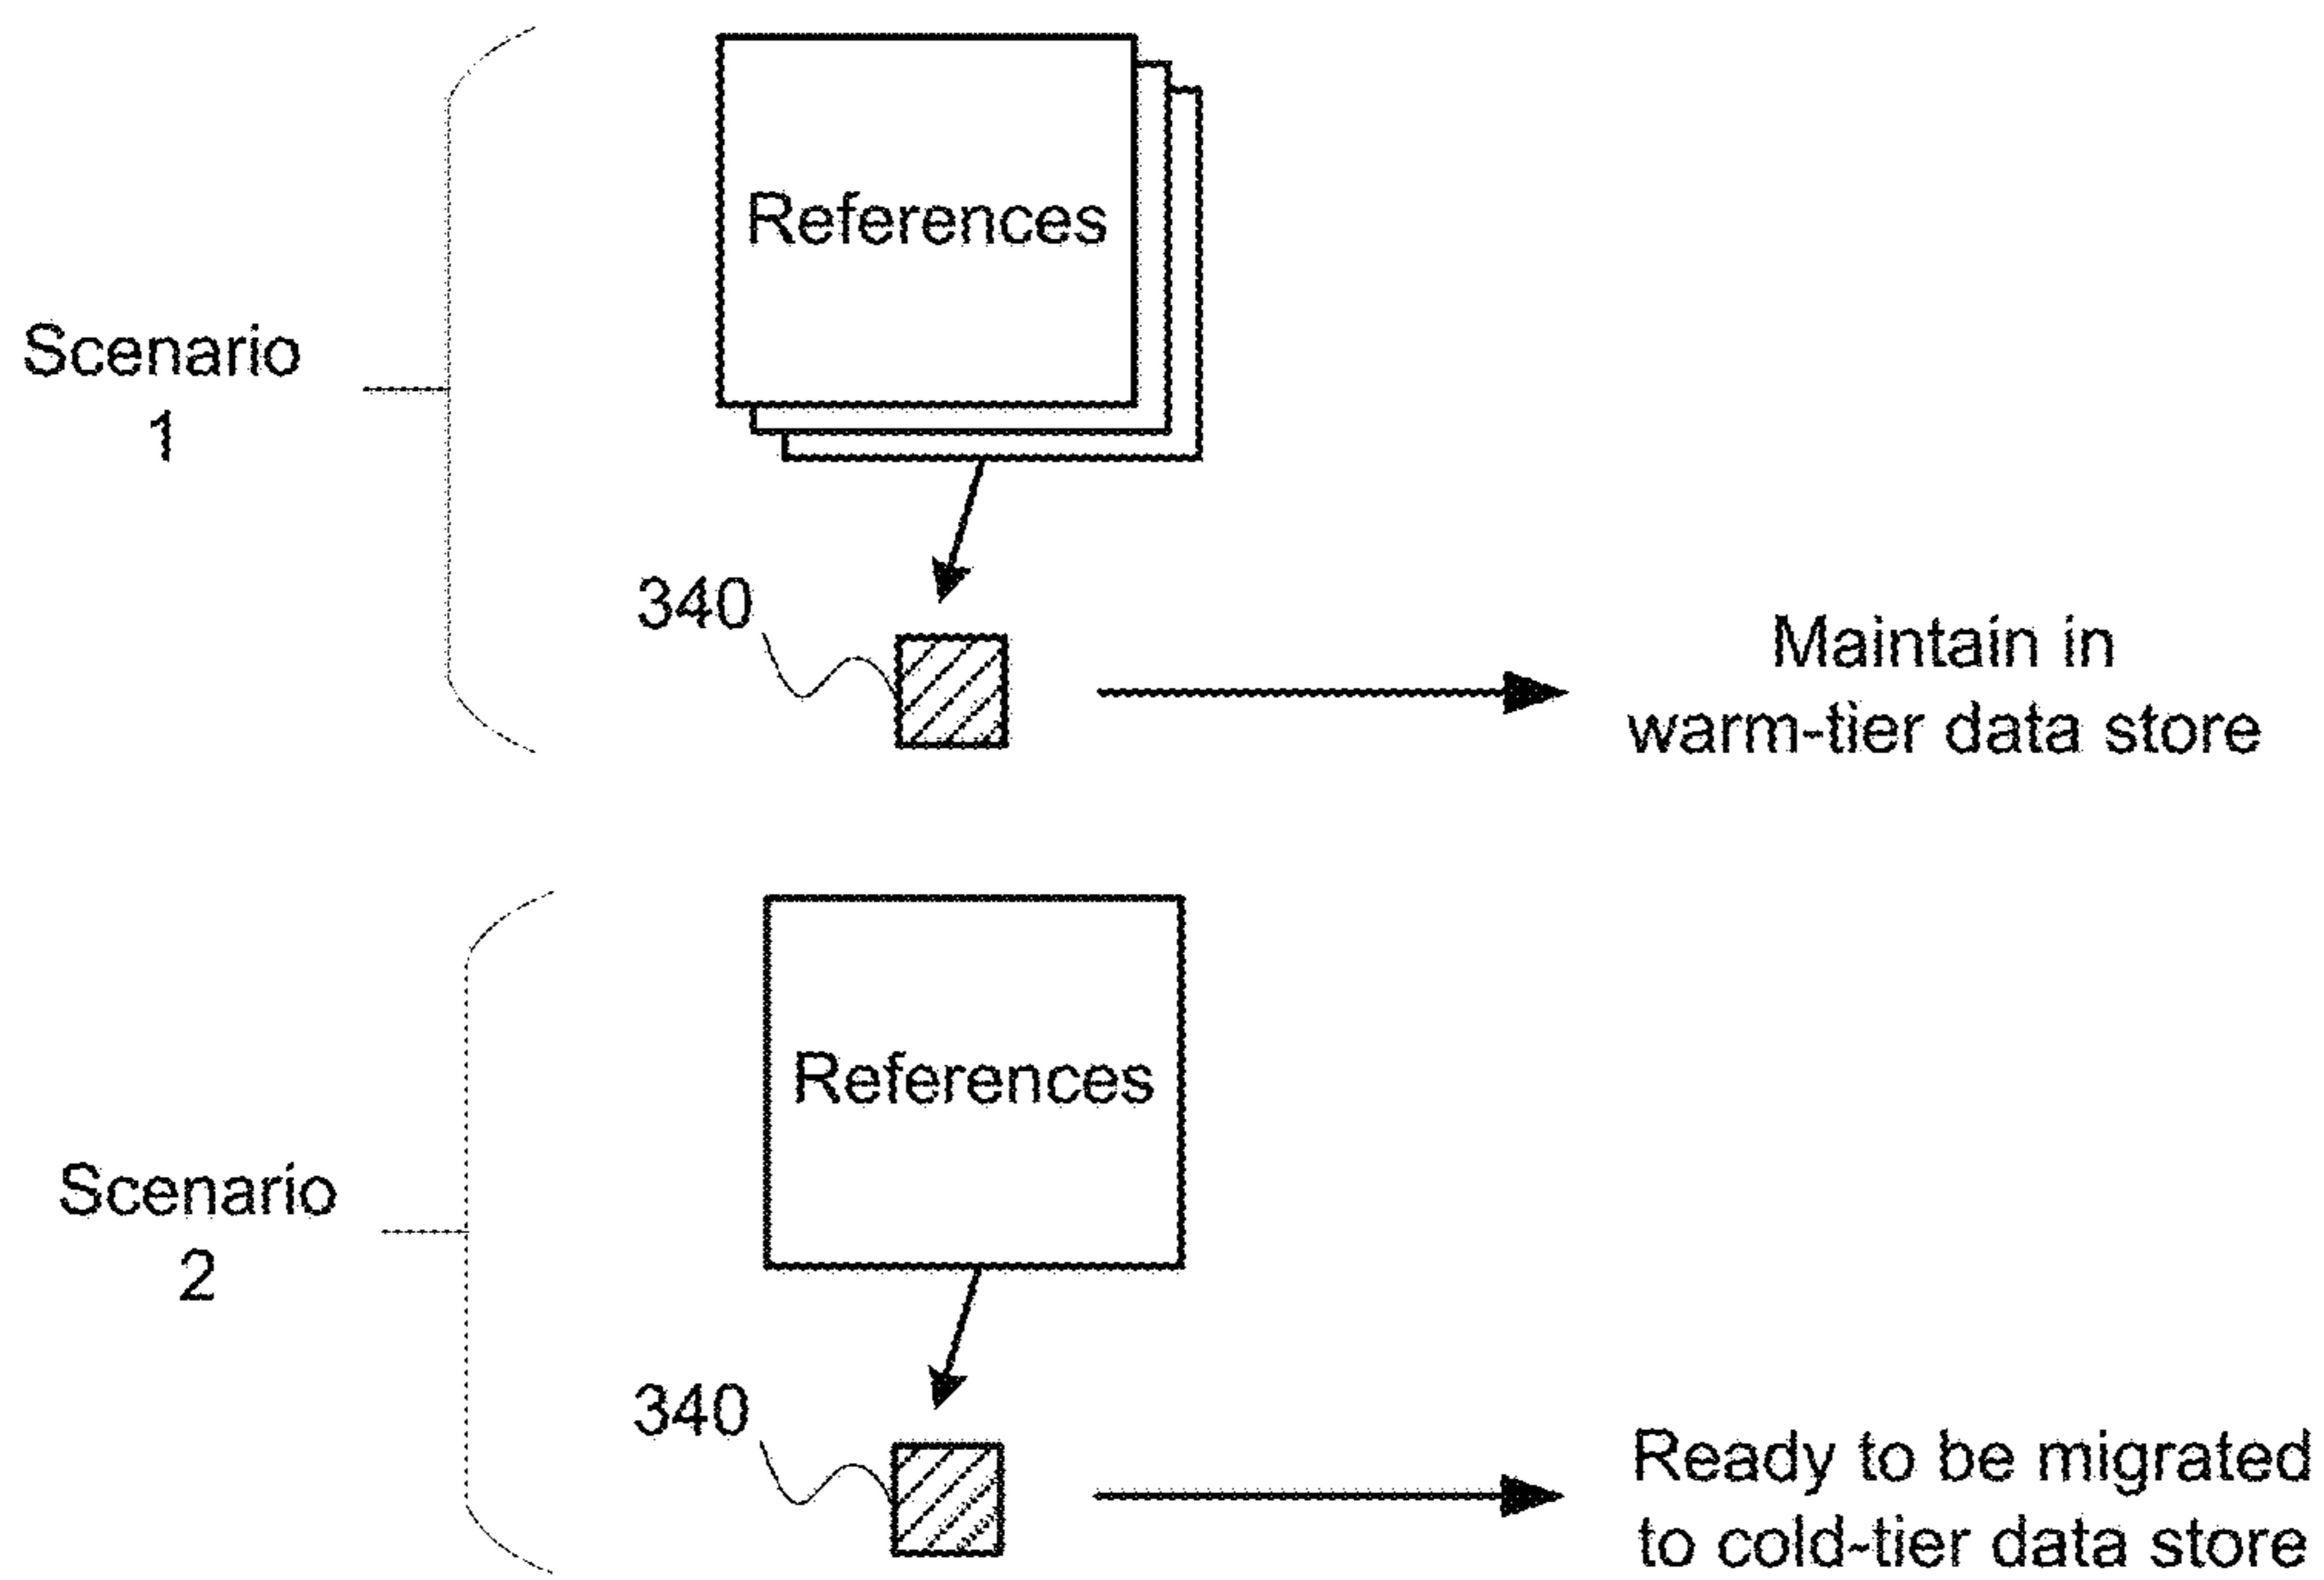 References
Scenario
1
340
Maintain in
warm-tier data store
References
Scenario
2
340
Ready to be migrated
to cold-tier data store